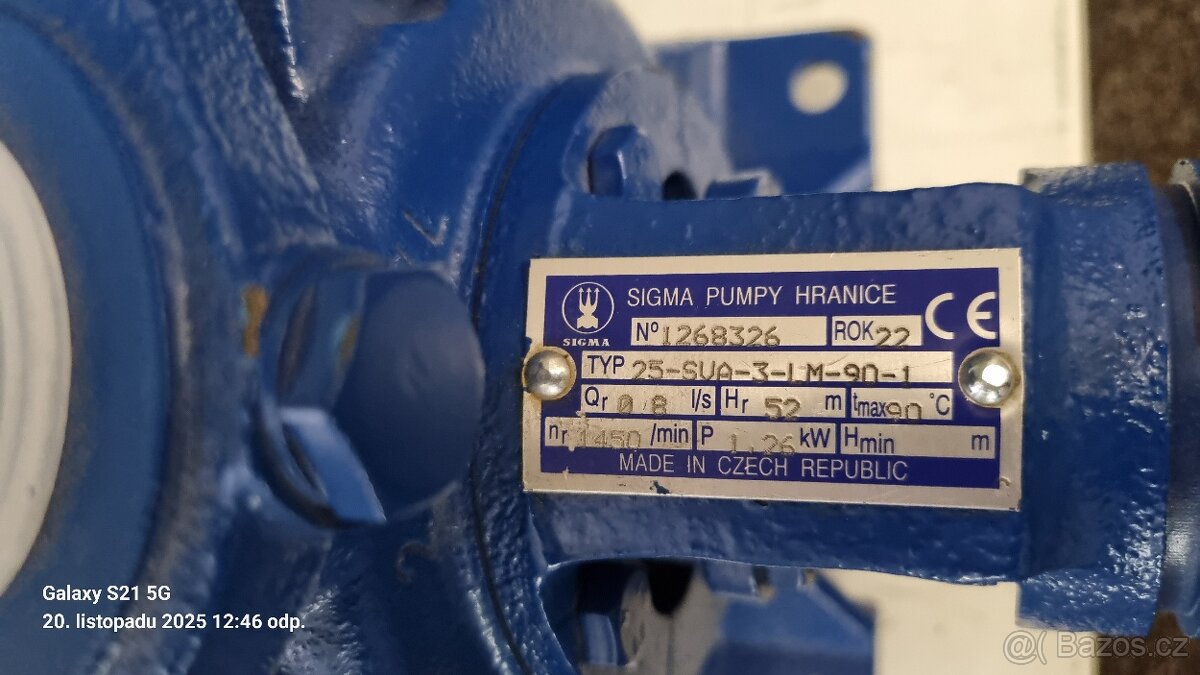 SIGMA PUMPY HRANICE
SIGMA
Nº 1268326 ROK 22 CE
TYP 25-SVA-3-LM-90-1
Qr 0,8 l/s Hr 52 m tmax 90 °C
nr 1450 /min P 1,26 kW Hmin m
MADE IN CZECH REPUBLIC
Galaxy S21 5G
20. listopadu 2025 12:46 odp.
@( Bazos.cz